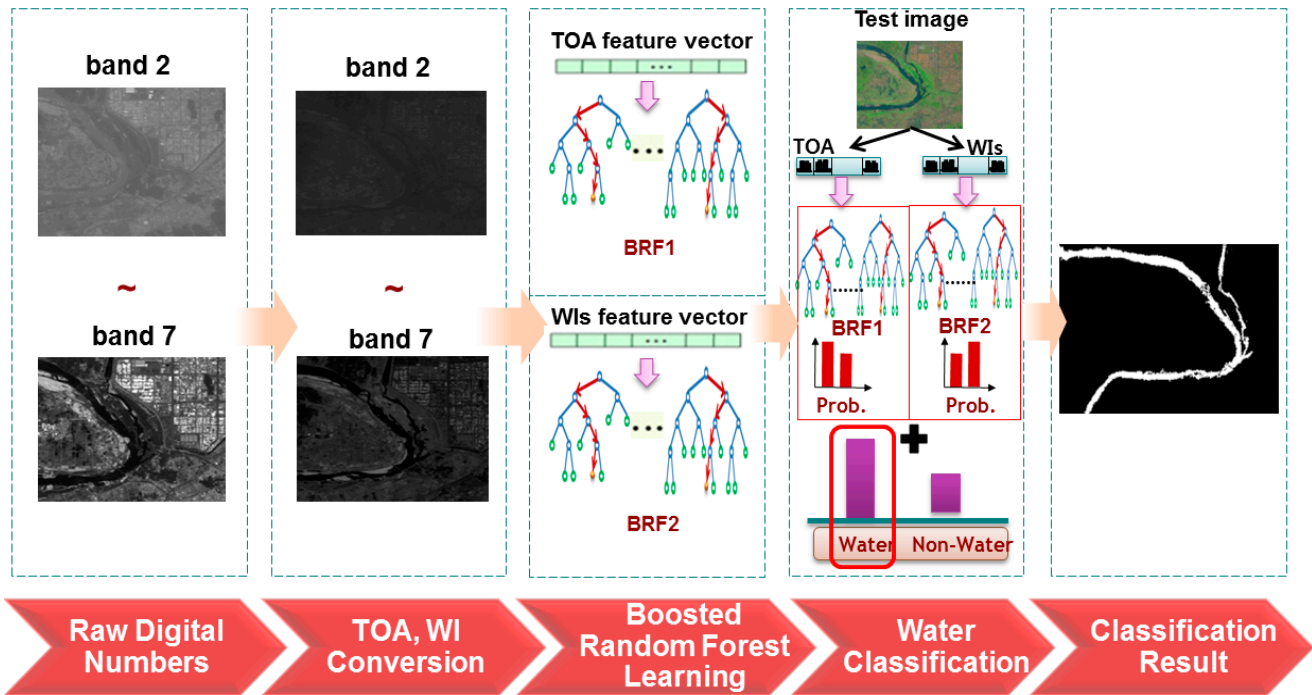 band 2
~
band 7
band 2
~
band 7
TOA feature vector
BRF1
WIs feature vector
BRF2
Test image
TOA
WIs
BRF1
BRF2
Prob.
Prob.
Water
Non-Water
Raw Digital
Numbers
TOA, WI
Conversion
Boosted
Random Forest
Learning
Water
Classification
Classification
Result